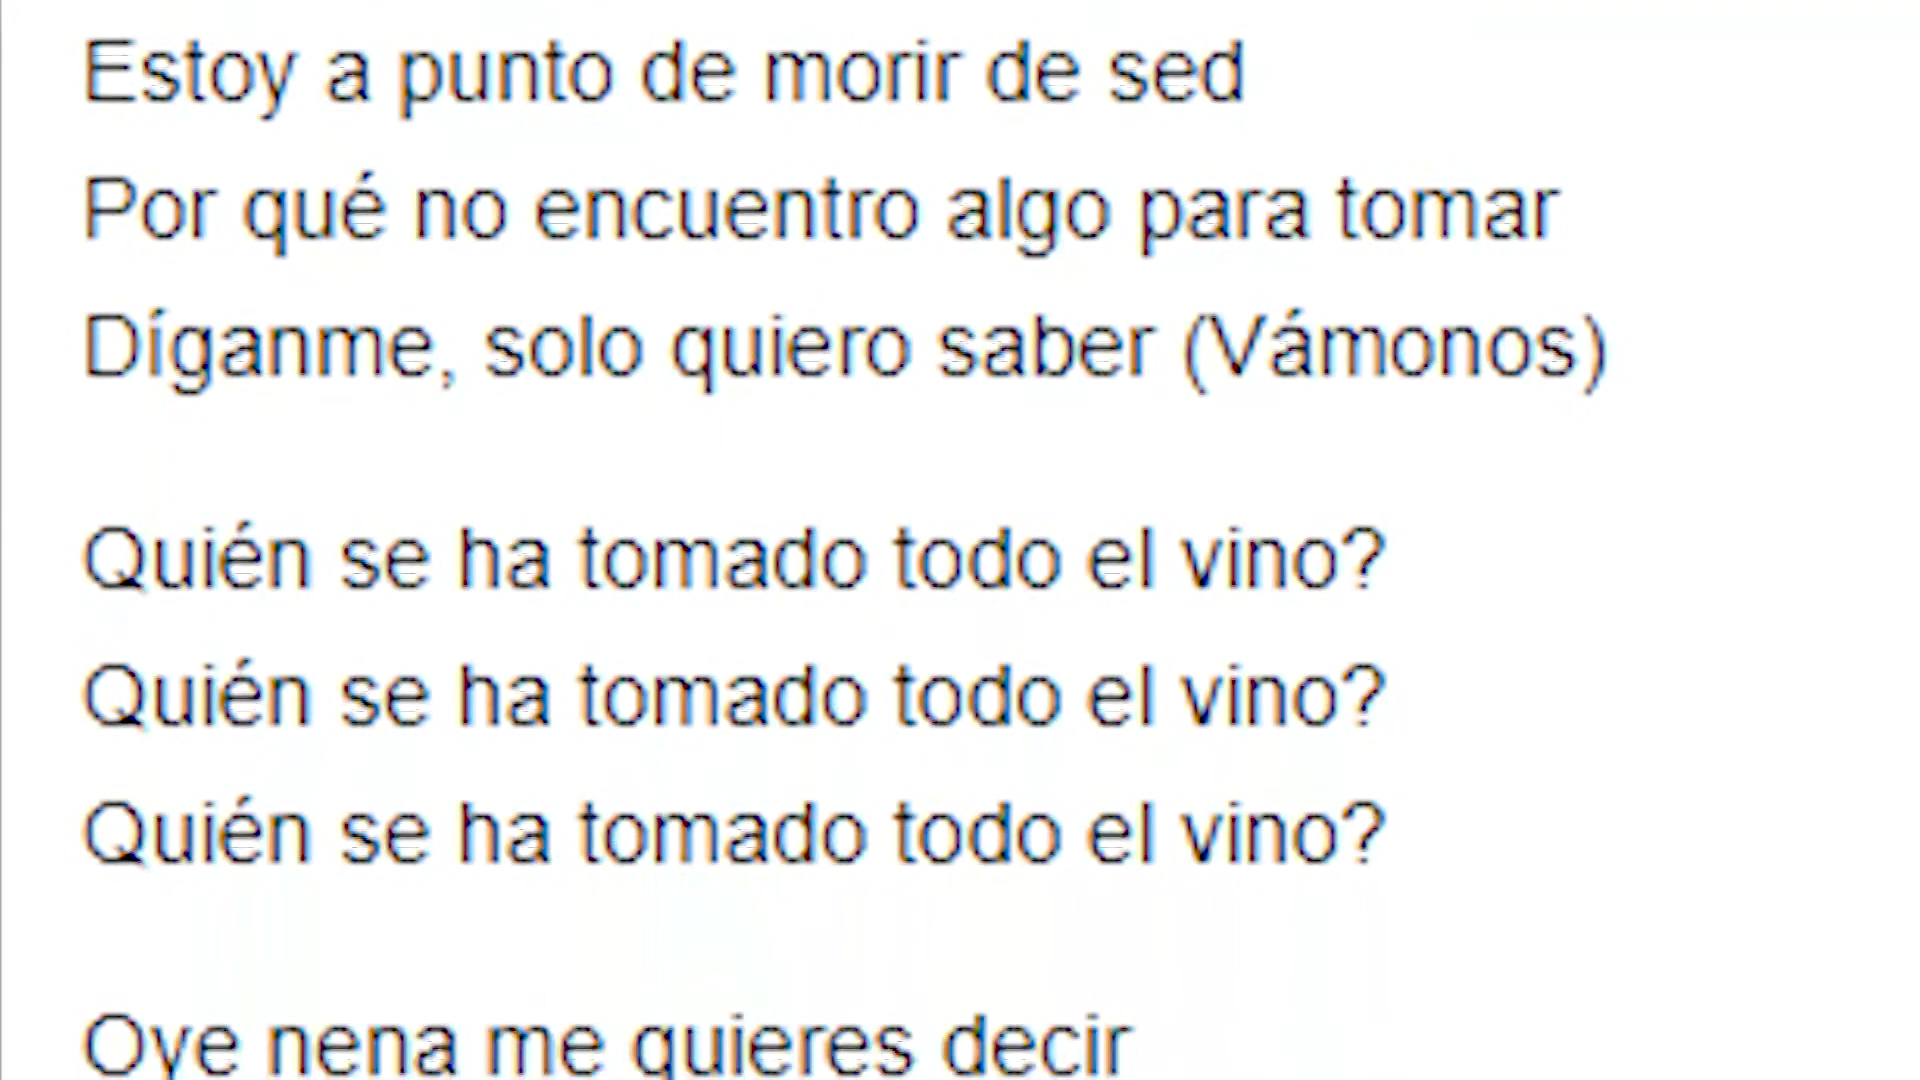 Estoy a punto de morir de sed
Por qué no encuentro algo para tomar
Díganme, solo quiero saber (Vámonos)
Quién se ha tomado todo el vino?
Quién se ha tomado todo el vino?
Quién se ha tomado todo el vino?
Oye nena me quieres decir